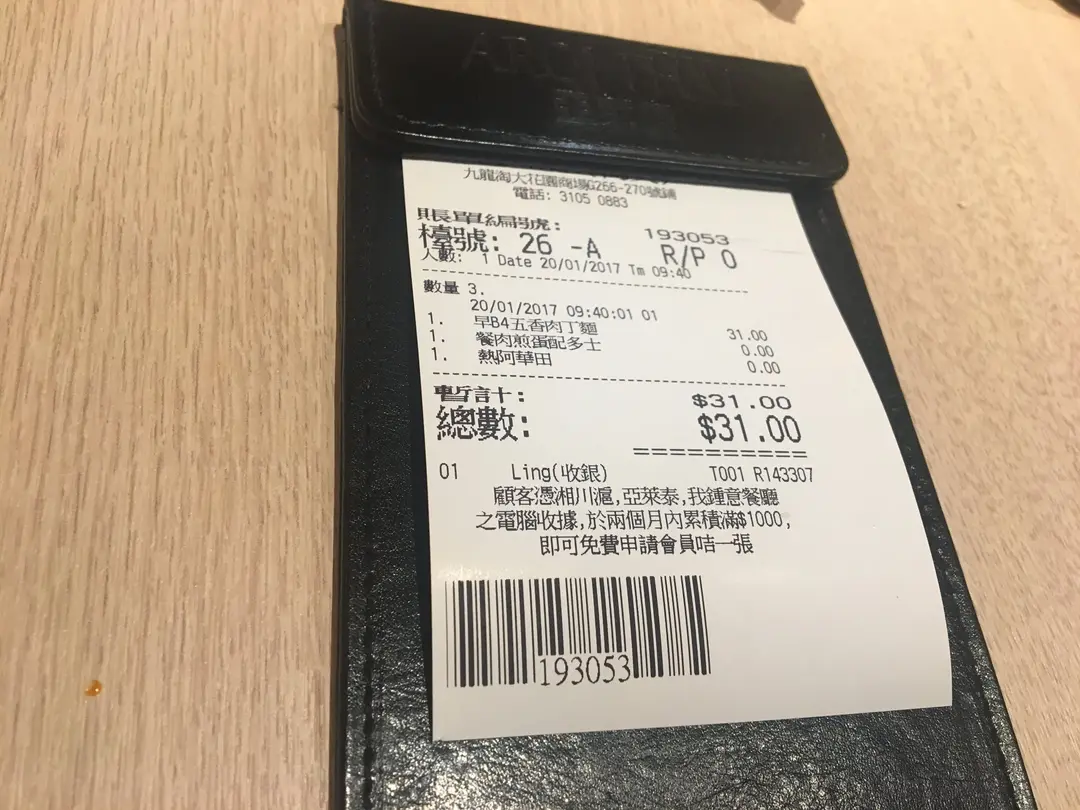 九龍淘大花園商場G266-270號鋪
電話: 3105 0883
賬單編號: 193053
檯號: 26 -A R/P 0
人數: 1 Date 20/01/2017 Tm 09:40
數量 3.
20/01/2017 09:40:01 01
1. 早B4五香肉丁麵 31.00
1. 餐肉煎蛋配多士 0.00
1. 熱阿華田 0.00
暫計: $31.00
總數: $31.00
01 Ling(收銀) T001 R143307
顧客憑湘川滬,亞萊泰,我鍾意餐廳
之電腦收據,於兩個月內累積滿$1000,
即可免費申請會員咭一張
193053